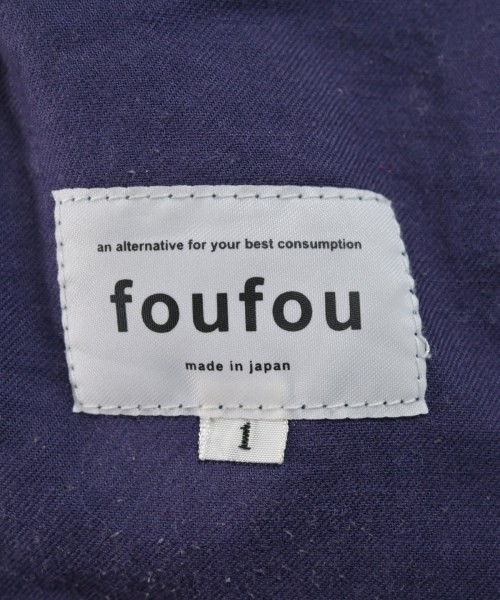 an alternative for your best consumption
foufou
made in japan
1